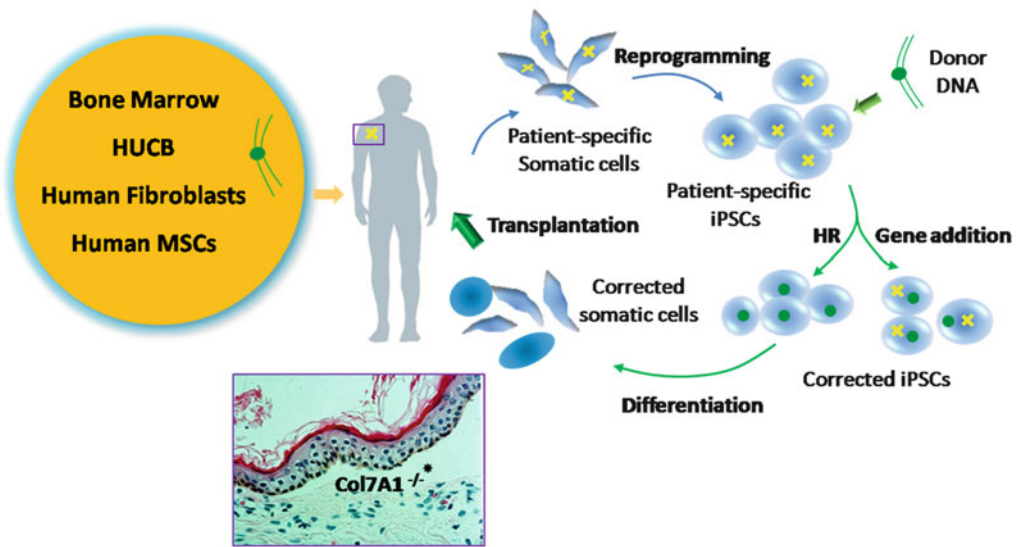 Bone Marrow
HUCB
Human Fibroblasts
Human MSCs
Reprogramming
Donor
DNA
Patient-specific
Somatic cells
Patient-specific
iPSCs
Transplantation
HR
Gene addition
Corrected
somatic cells
Corrected iPSCs
Differentiation
Col7A1 -/-*